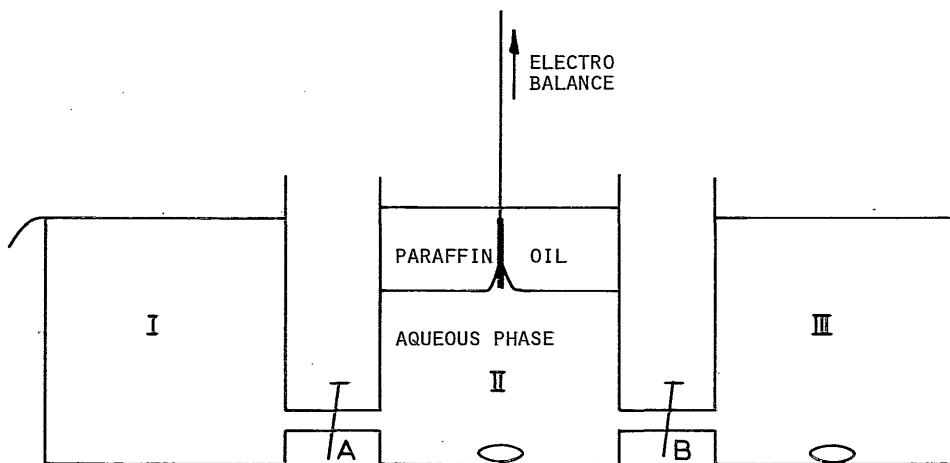 ELECTRO
BALANCE
PARAFFIN OIL
I
III
AQUEOUS PHASE
II
A
B